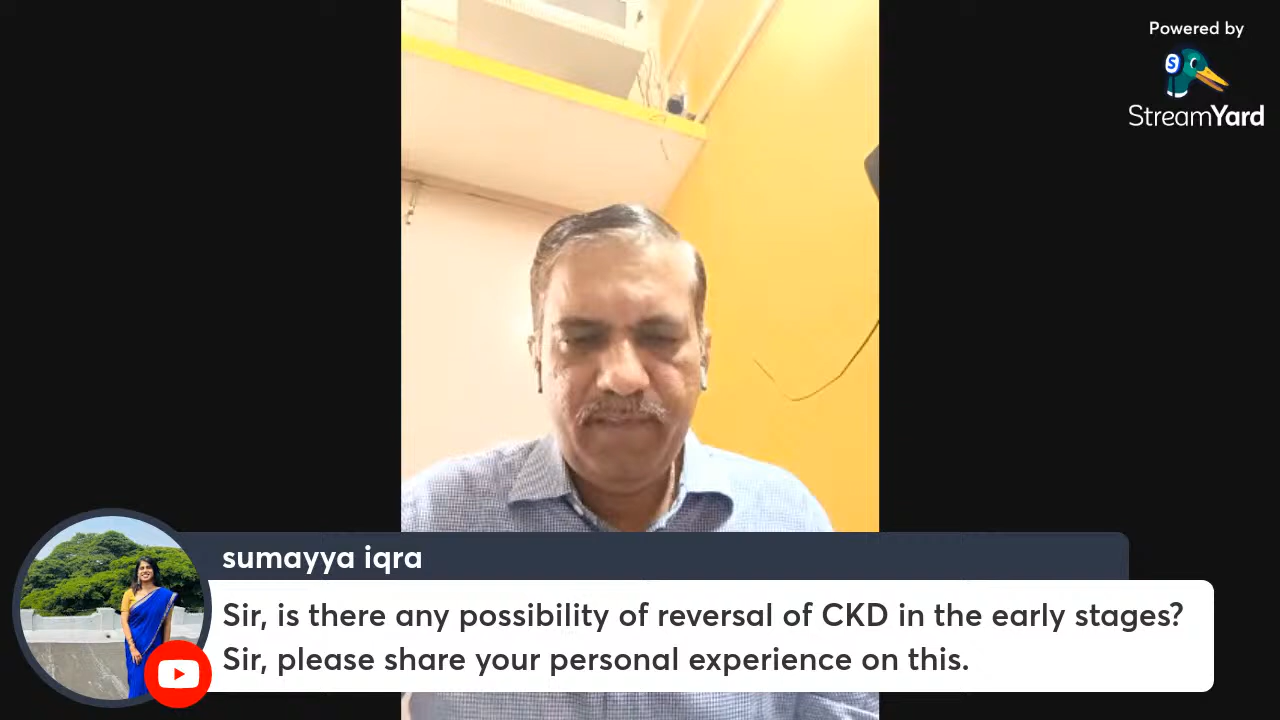 Powered by
StreamYard
sumayya iqra
Sir, is there any possibility of reversal of CKD in the early stages?
Sir, please share your personal experience on this.